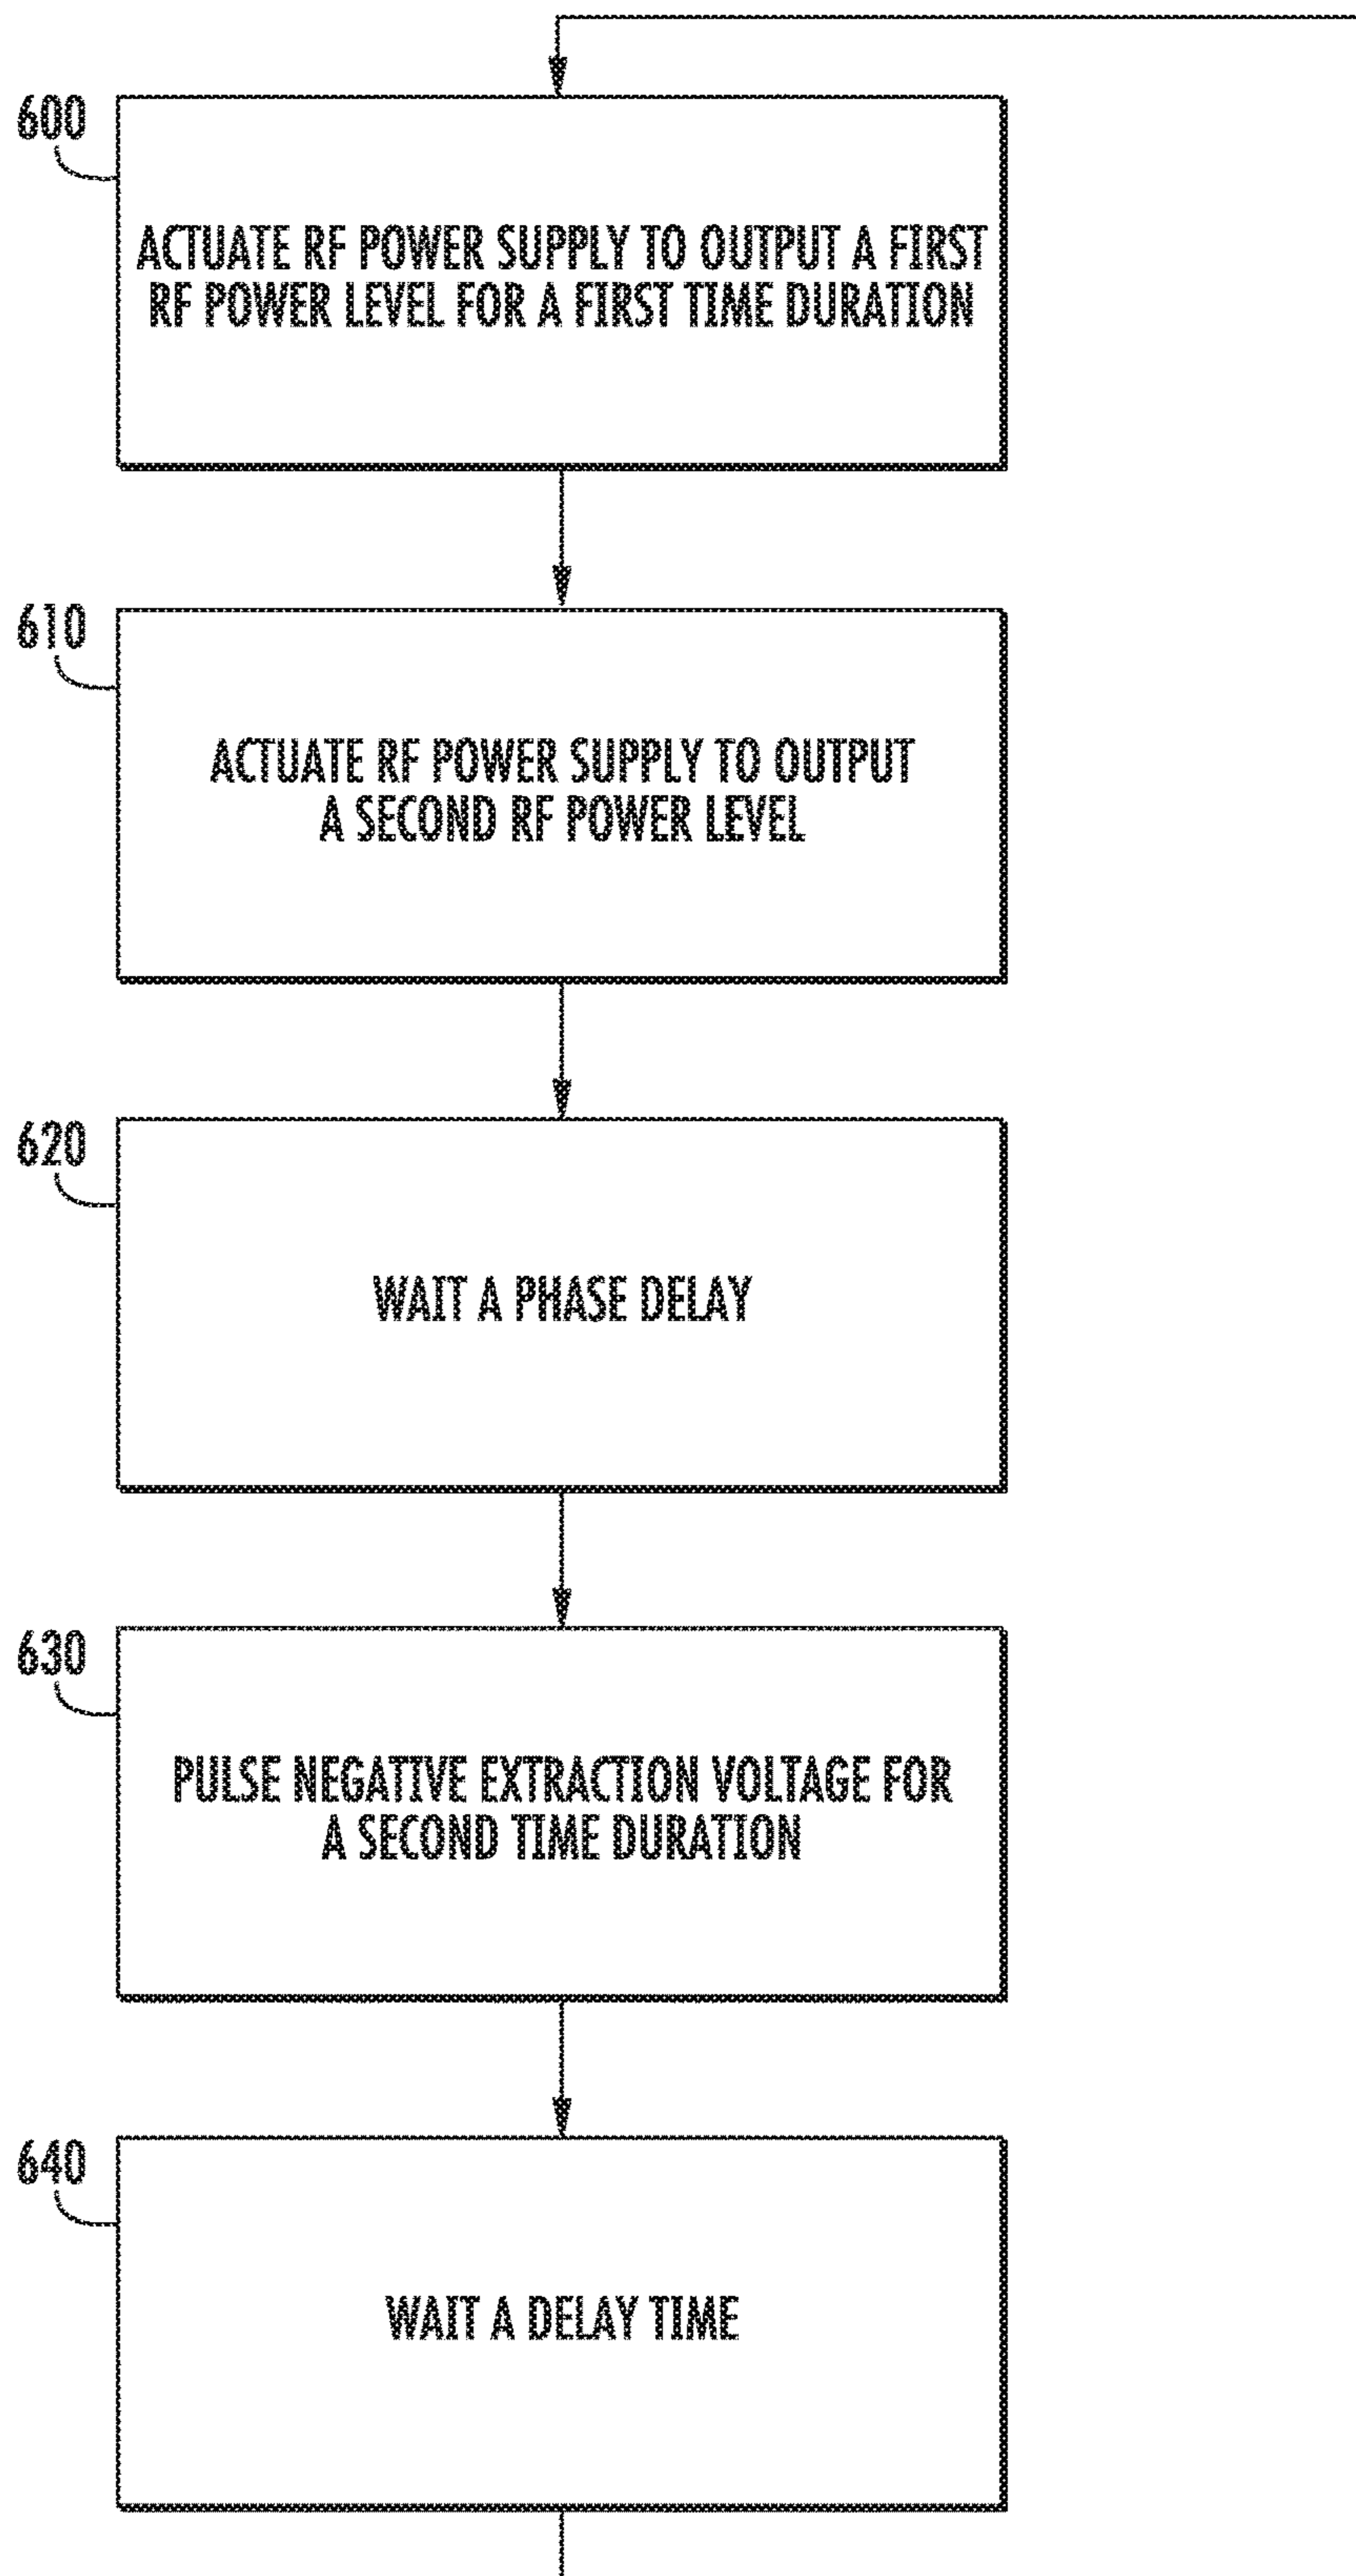 600
ACTUATE RF POWER SUPPLY TO OUTPUT A FIRST
RF POWER LEVEL FOR A FIRST TIME DURATION
610
ACTUATE RF POWER SUPPLY TO OUTPUT
A SECOND RF POWER LEVEL
620
WAIT A PHASE DELAY
630
PULSE NEGATIVE EXTRACTION VOLTAGE FOR
A SECOND TIME DURATION
640
WAIT A DELAY TIME